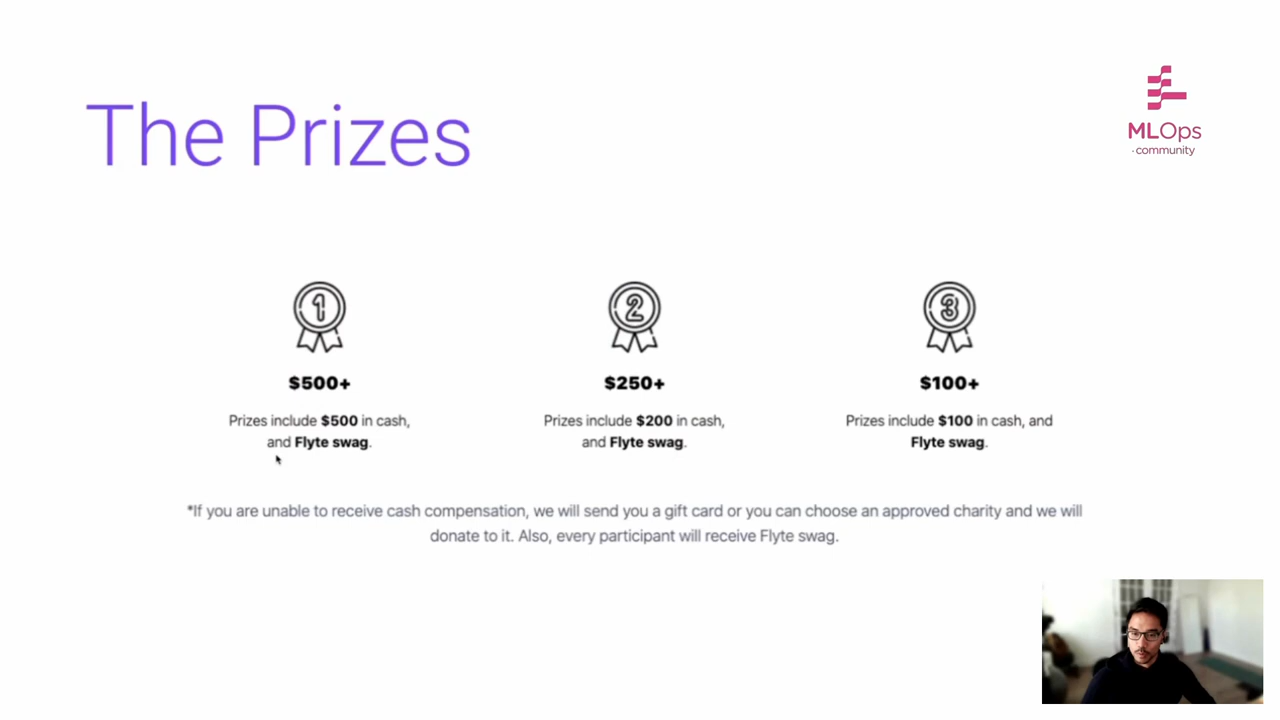 The Prizes
MLOps
community
1
2
3
$500+
$250+
$100+
Prizes include $500 in cash,
and Flyte swag.
Prizes include $200 in cash,
and Flyte swag.
Prizes include $100 in cash, and
Flyte swag.
*If you are unable to receive cash compensation, we will send you a gift card or you can choose an approved charity and we will
donate to it. Also, every participant will receive Flyte swag.